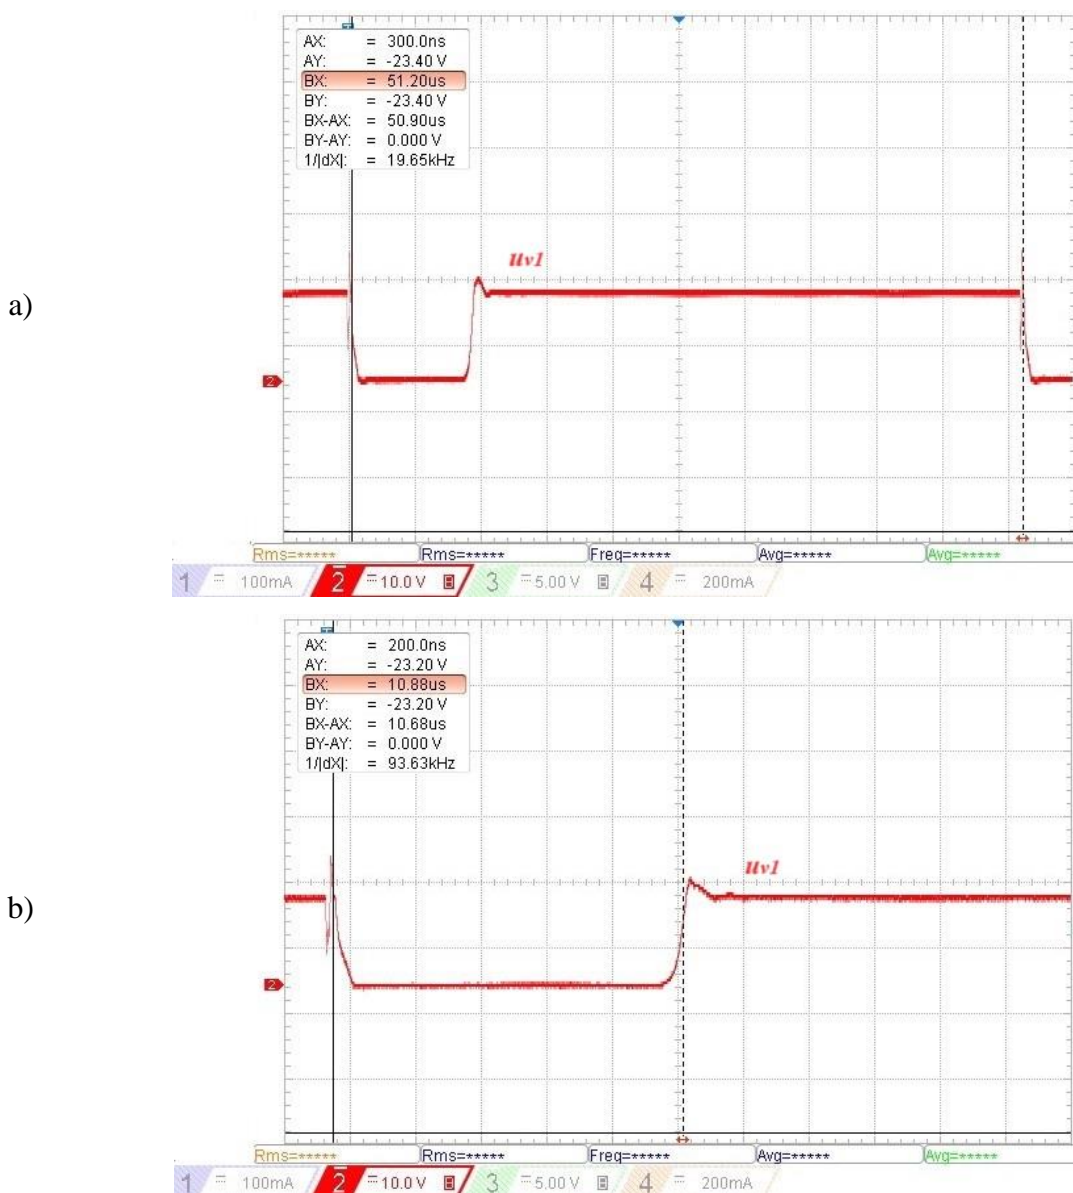 AX: = 300.0ns
AY: = -23.40 V
BX: = 51.20us
BY: = -23.40 V
BX-AX: = 50.90us
BY-AY: = 0.000 V
1/|dX|: = 19.65kHz
uv1
a)
2
Rms=***** Rms=***** Freq=***** Avg=***** Avg=*****
1 100mA 2 10.0 V B 3 5.00 V B 4 200mA
AX: = 200.0ns
AY: = -23.20 V
BX: = 10.88us
BY: = -23.20 V
BX-AX: = 10.68us
BY-AY: = 0.000 V
1/|dX|: = 93.63kHz
uv1
b)
2
Rms=***** Rms=***** Freq=***** Avg=***** Avg=*****
1 100mA 2 10.0 V B 3 5.00 V B 4 200mA